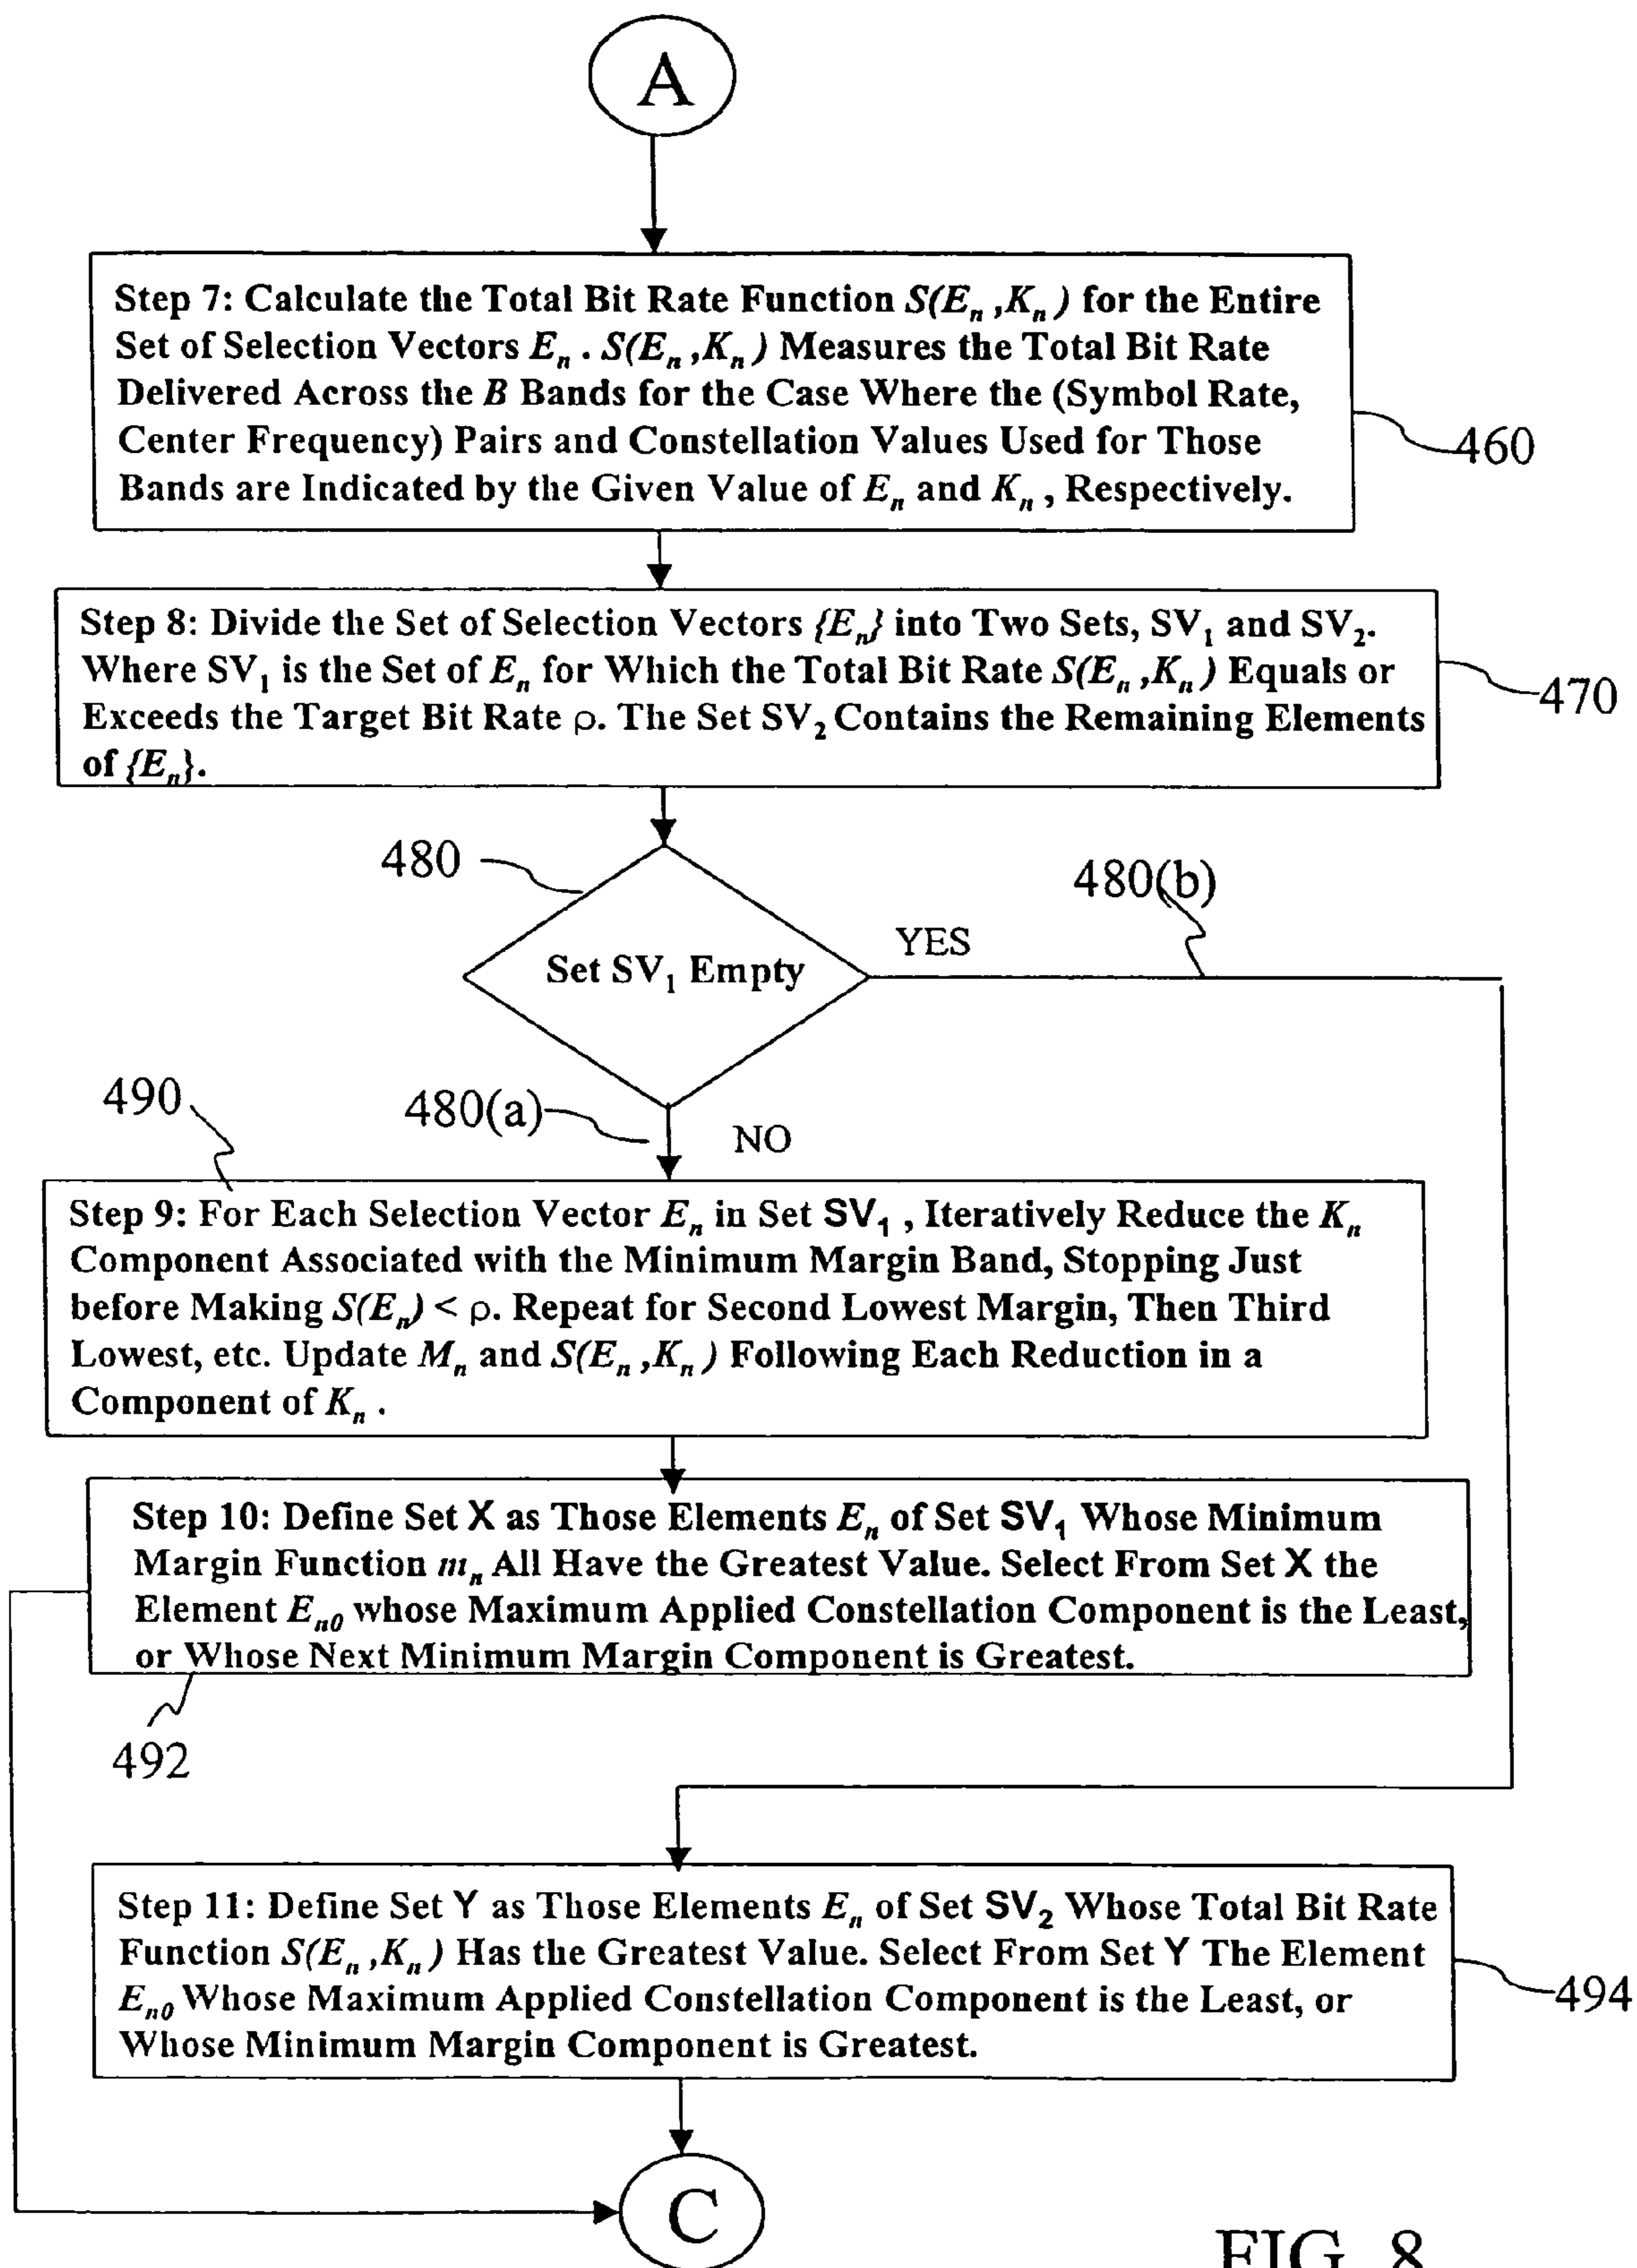 A
Step 7: Calculate the Total Bit Rate Function S(Eₙ ,Kₙ ) for the Entire
Set of Selection Vectors Eₙ . S(Eₙ ,Kₙ ) Measures the Total Bit Rate
Delivered Across the B Bands for the Case Where the (Symbol Rate,
Center Frequency) Pairs and Constellation Values Used for Those
Bands are Indicated by the Given Value of Eₙ and Kₙ , Respectively.
460
Step 8: Divide the Set of Selection Vectors {Eₙ} into Two Sets, SV₁ and SV₂.
Where SV₁ is the Set of Eₙ for Which the Total Bit Rate S(Eₙ ,Kₙ ) Equals or
Exceeds the Target Bit Rate ρ. The Set SV₂ Contains the Remaining Elements
of {Eₙ}.
470
480
480(b)
YES
Set SV₁ Empty
490
480(a)
NO
Step 9: For Each Selection Vector Eₙ in Set SV₁ , Iteratively Reduce the Kₙ
Component Associated with the Minimum Margin Band, Stopping Just
before Making S(Eₙ) < ρ. Repeat for Second Lowest Margin, Then Third
Lowest, etc. Update Mₙ and S(Eₙ ,Kₙ ) Following Each Reduction in a
Component of Kₙ .
Step 10: Define Set X as Those Elements Eₙ of Set SV₁ Whose Minimum
Margin Function mₙ All Have the Greatest Value. Select From Set X the
Element Eₙ₀ whose Maximum Applied Constellation Component is the Least,
or Whose Next Minimum Margin Component is Greatest.
492
Step 11: Define Set Y as Those Elements Eₙ of Set SV₂ Whose Total Bit Rate
Function S(Eₙ ,Kₙ ) Has the Greatest Value. Select From Set Y The Element
Eₙ₀ Whose Maximum Applied Constellation Component is the Least, or
Whose Minimum Margin Component is Greatest.
494
C
FIG. 8